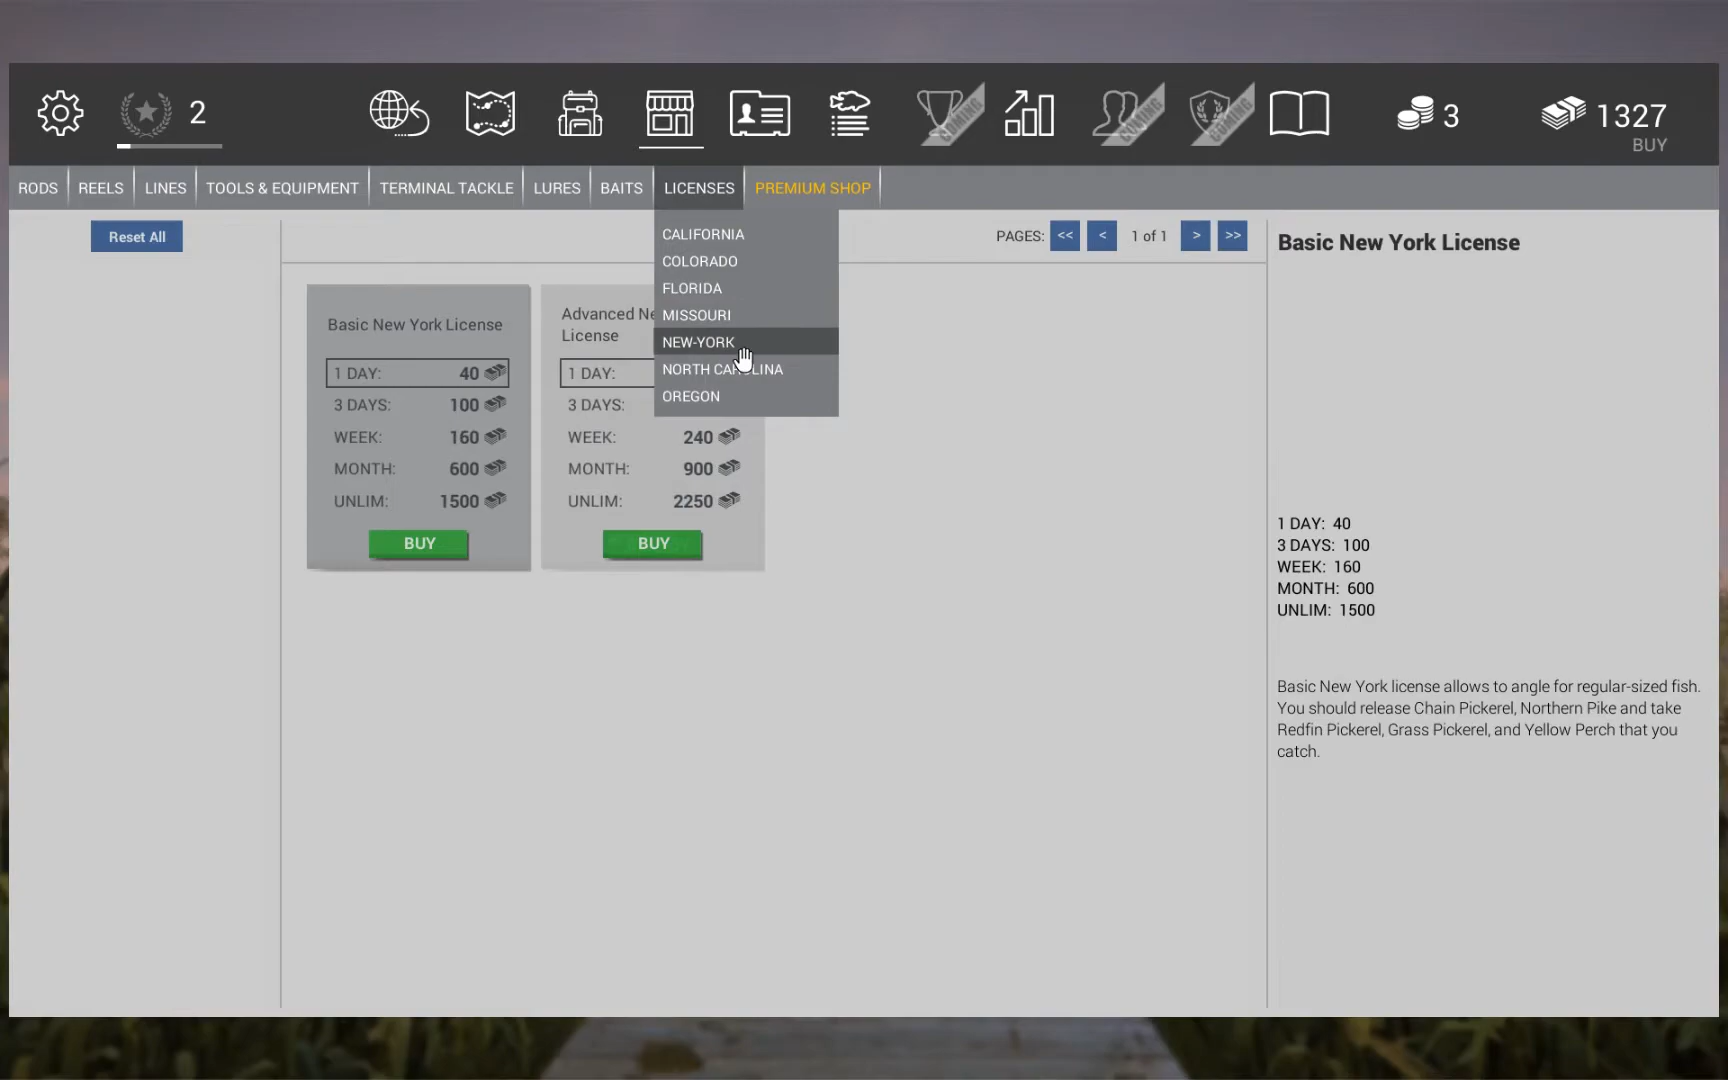 2
COMING
COMING
COMING
3
1327
BUY
RODS
REELS
LINES
TOOLS & EQUIPMENT
TERMINAL TACKLE
LURES
BAITS
LICENSES
PREMIUM SHOP
Reset All
CALIFORNIA
COLORADO
FLORIDA
MISSOURI
NEW-YORK
NORTH CAROLINA
OREGON
PAGES: << < 1 of 1 > >>
Basic New York License
1 DAY: 40
3 DAYS: 100
WEEK: 160
MONTH: 600
UNLIM: 1500
BUY
Advanced Ne
License
1 DAY:
3 DAYS:
WEEK: 240
MONTH: 900
UNLIM: 2250
BUY
Basic New York License
1 DAY: 40
3 DAYS: 100
WEEK: 160
MONTH: 600
UNLIM: 1500
Basic New York license allows to angle for regular-sized fish.
You should release Chain Pickerel, Northern Pike and take
Redfin Pickerel, Grass Pickerel, and Yellow Perch that you
catch.